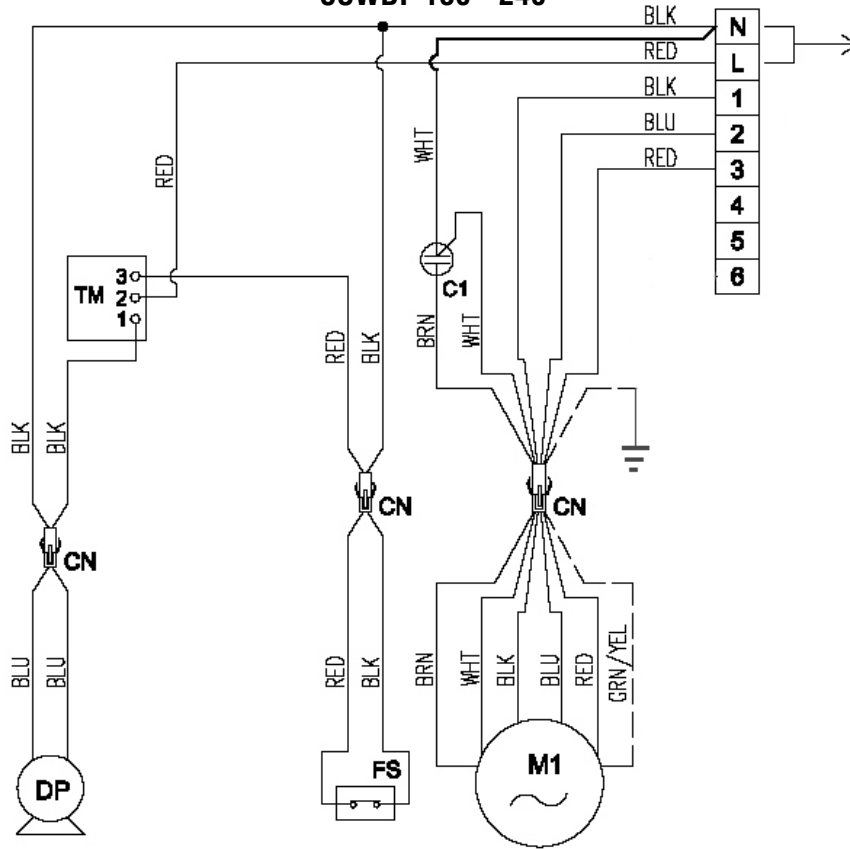 BLK
N
RED
L
BLK
1
BLU
2
RED
3
4
5
6
WHT
RED
TM
3
2
1
C1
RED
BLK
BRN
WHT
BLK
BLK
CN
CN
CN
BLU
BLU
RED
BLK
BRN
WHT
BLK
BLU
RED
GRN/YEL
DP
FS
M1